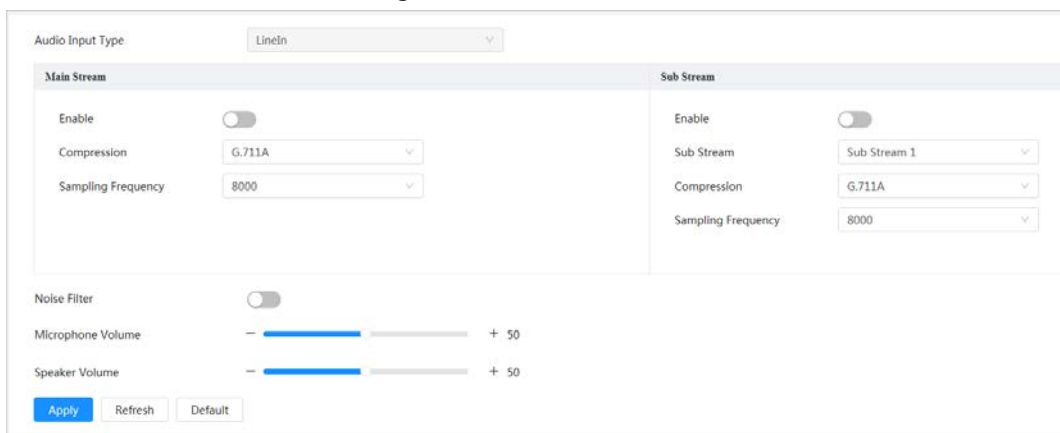 Audio Input Type LineIn
Main Stream Sub Stream
Enable Enable
Compression G.711A Sub Stream Sub Stream 1
Sampling Frequency 8000 Compression G.711A
Sampling Frequency 8000
Noise Filter
Microphone Volume − + 50
Speaker Volume − + 50
Apply Refresh Default